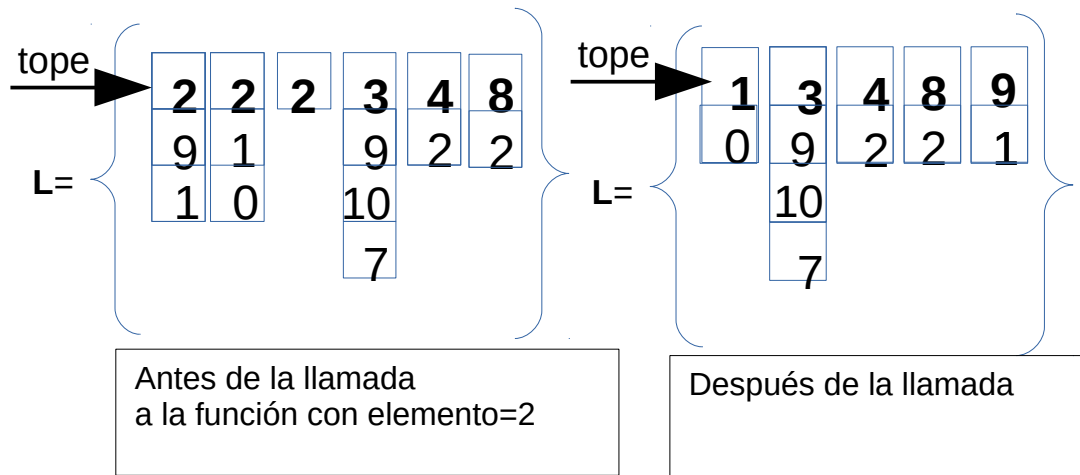 tope
2 2 2 3 4 8
9 1 9 2 2
1 0 10
7
L=
Antes de la llamada
a la función con elemento=2
tope
1 3 4 8 9
0 9 2 2 1
10
7
L=
Después de la llamada